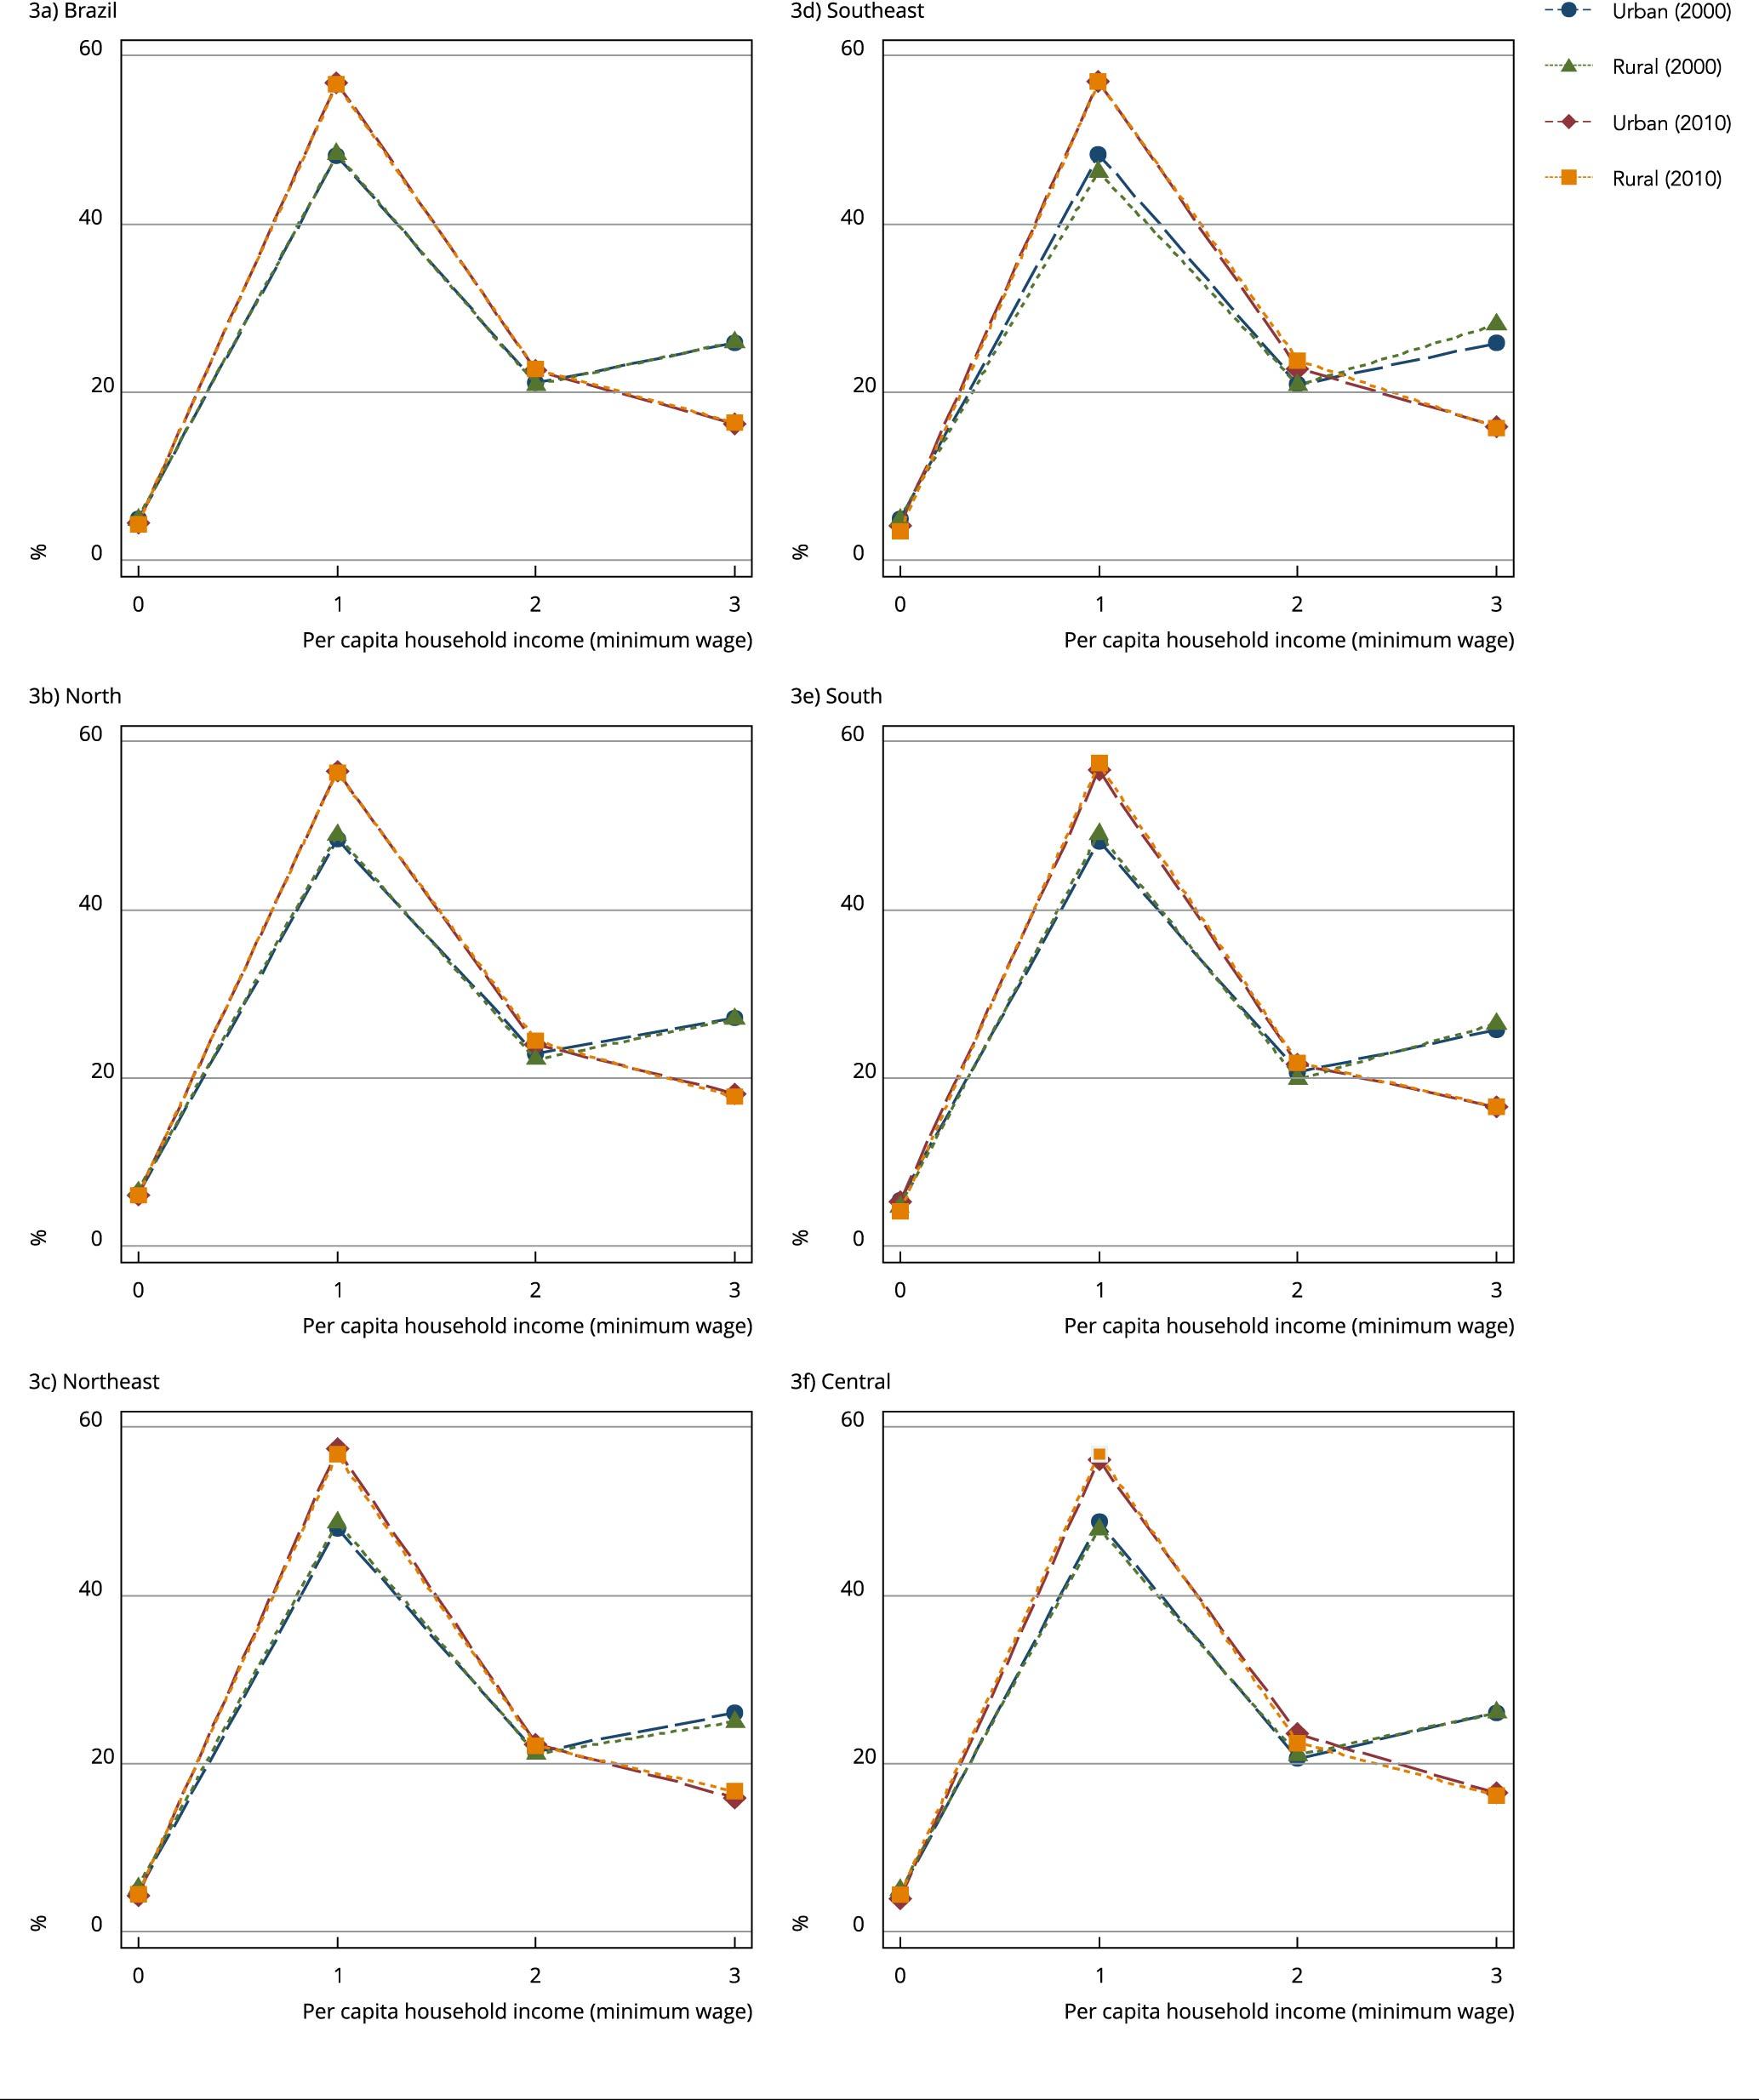 3a) Brazil
60
40
20
0
%
0 1 2 3
Per capita household income (minimum wage)
3d) Southeast
60
40
20
0
%
0 1 2 3
Per capita household income (minimum wage)
Urban (2000)
Rural (2000)
Urban (2010)
Rural (2010)
3b) North
60
40
20
0
%
0 1 2 3
Per capita household income (minimum wage)
3e) South
60
40
20
0
%
0 1 2 3
Per capita household income (minimum wage)
3c) Northeast
60
40
20
0
%
0 1 2 3
Per capita household income (minimum wage)
3f) Central
60
40
20
0
%
0 1 2 3
Per capita household income (minimum wage)